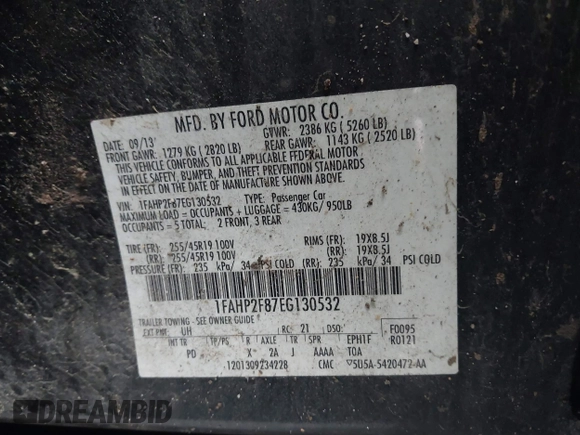 MFD. BY FORD MOTOR CO.
DATE: 09/13 GVWR: 2386 KG ( 5260 LB)
FRONT GAWR: 1279 KG ( 2820 LB) REAR GAWR: 1143 KG ( 2520 LB)
THIS VEHICLE CONFORMS TO ALL APPLICABLE FEDERAL MOTOR
VEHICLE SAFETY, BUMPER, AND THEFT PREVENTION STANDARDS
IN EFFECT ON THE DATE OF MANUFACTURE SHOWN ABOVE.
VIN: 1FAHP2F87EG130532 TYPE: Passenger Car
MAXIMUM LOAD = OCCUPANTS + LUGGAGE = 430KG/ 950LB
OCCUPANTS = 5 TOTAL: 2 FRONT, 3 REAR
TIRE (FR): 255/45R19 100V RIMS (FR): 19X8.5J
(RR): 255/45R19 100V (RR): 19X8.5J
PRESSURE (FR): 235 kPa/ 34 PSI COLD (RR): 235 kPa/ 34 PSI COLD
1FAHP2F87EG130532
TRAILER TOWING - SEE OWNER GUIDE
EXT PNT: UH RC: 21 DSO: F0095
INT TR TP/PS R AXLE TR SPR EPH1F R0121
PD X 2A J AAAA TOA
1201309234228 CMC 5U5A-5420472-AA
DREAMBID